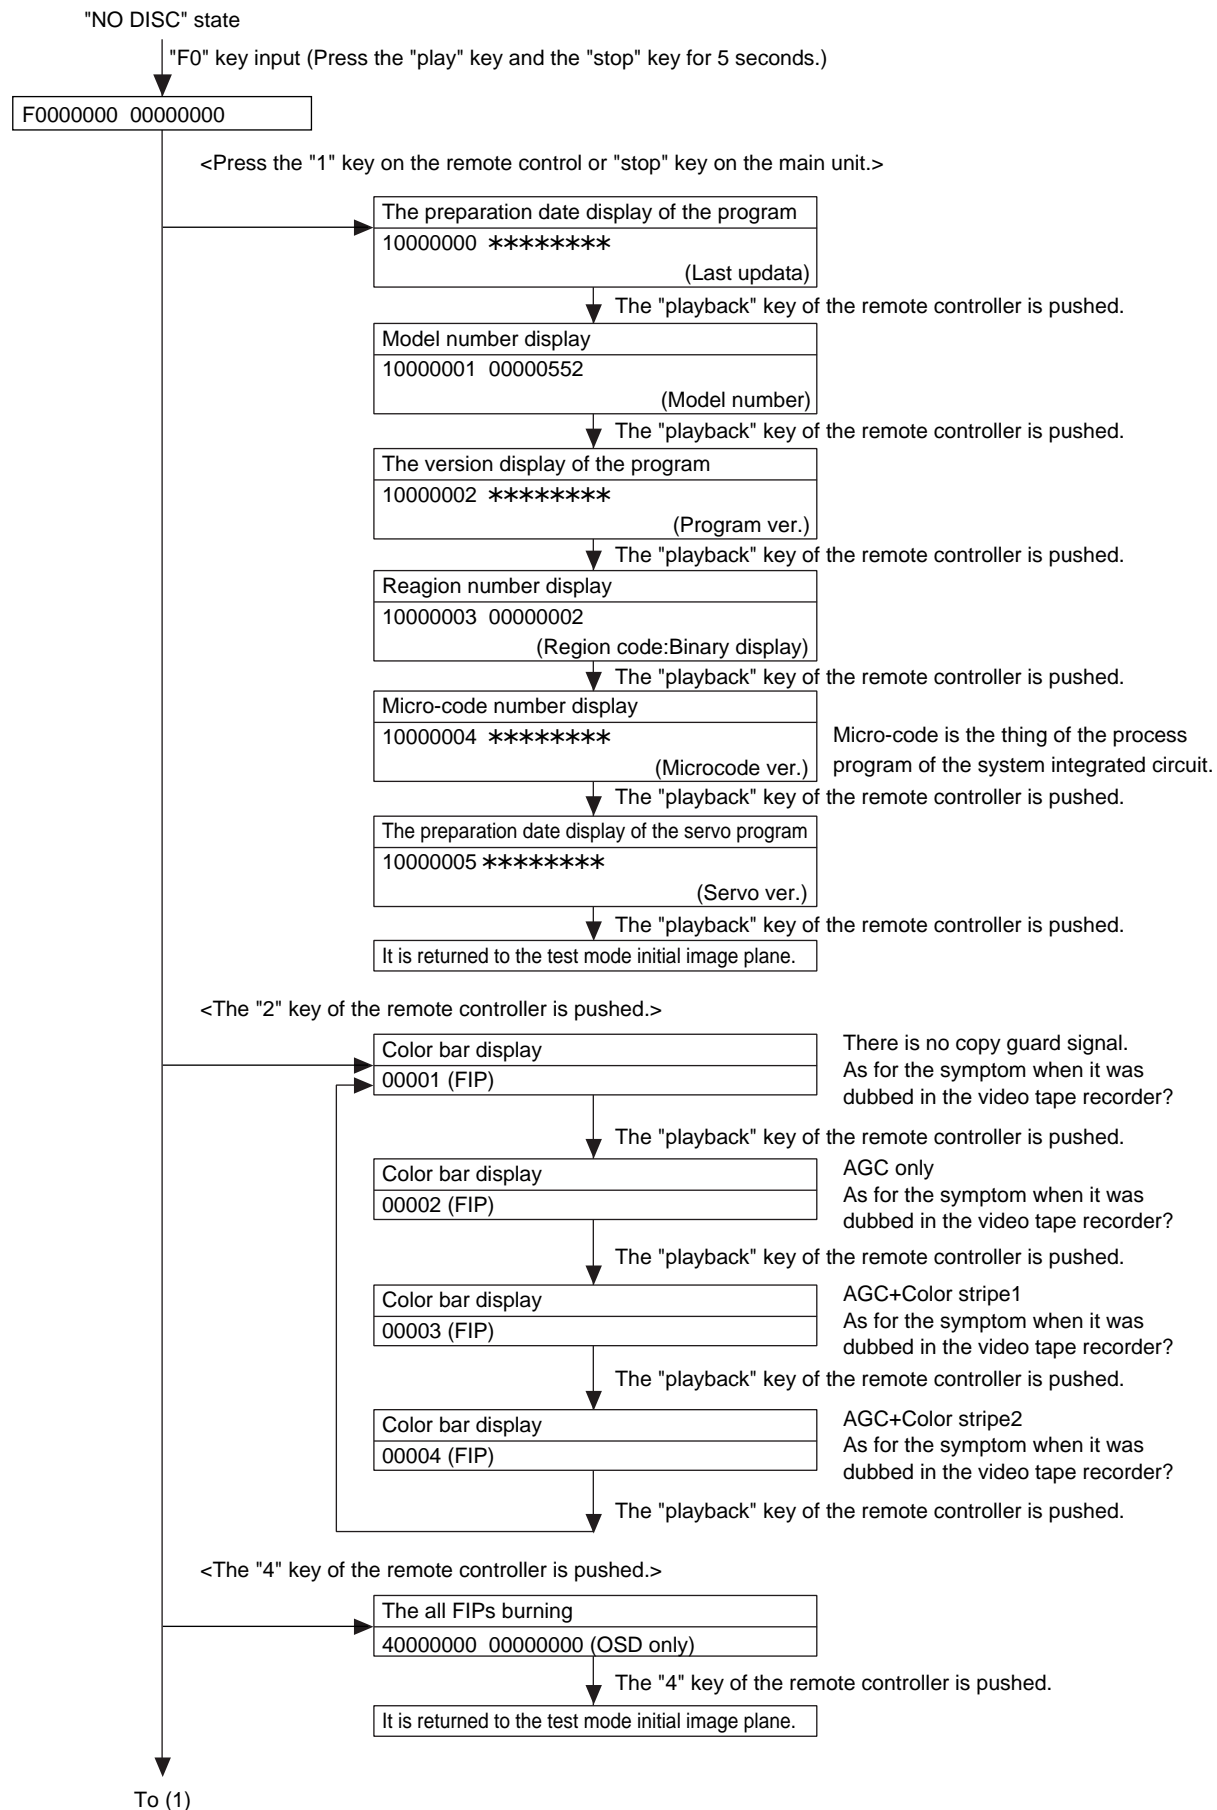 "NO DISC" state
"F0" key input (Press the "play" key and the "stop" key for 5 seconds.)
F0000000 00000000
<Press the "1" key on the remote control or "stop" key on the main unit.>
The preparation date display of the program
10000000 ********
(Last updata)
The "playback" key of the remote controller is pushed.
Model number display
10000001 00000552
(Model number)
The "playback" key of the remote controller is pushed.
The version display of the program
10000002 ********
(Program ver.)
The "playback" key of the remote controller is pushed.
Reagion number display
10000003 00000002
(Region code:Binary display)
The "playback" key of the remote controller is pushed.
Micro-code number display
10000004 ********
(Microcode ver.)
Micro-code is the thing of the process
program of the system integrated circuit.
The "playback" key of the remote controller is pushed.
The preparation date display of the servo program
10000005 ********
(Servo ver.)
The "playback" key of the remote controller is pushed.
It is returned to the test mode initial image plane.
<The "2" key of the remote controller is pushed.>
Color bar display
00001 (FIP)
There is no copy guard signal.
As for the symptom when it was
dubbed in the video tape recorder?
The "playback" key of the remote controller is pushed.
Color bar display
00002 (FIP)
AGC only
As for the symptom when it was
dubbed in the video tape recorder?
The "playback" key of the remote controller is pushed.
Color bar display
00003 (FIP)
AGC+Color stripe1
As for the symptom when it was
dubbed in the video tape recorder?
The "playback" key of the remote controller is pushed.
Color bar display
00004 (FIP)
AGC+Color stripe2
As for the symptom when it was
dubbed in the video tape recorder?
The "playback" key of the remote controller is pushed.
<The "4" key of the remote controller is pushed.>
The all FIPs burning
40000000 00000000 (OSD only)
The "4" key of the remote controller is pushed.
It is returned to the test mode initial image plane.
To (1)